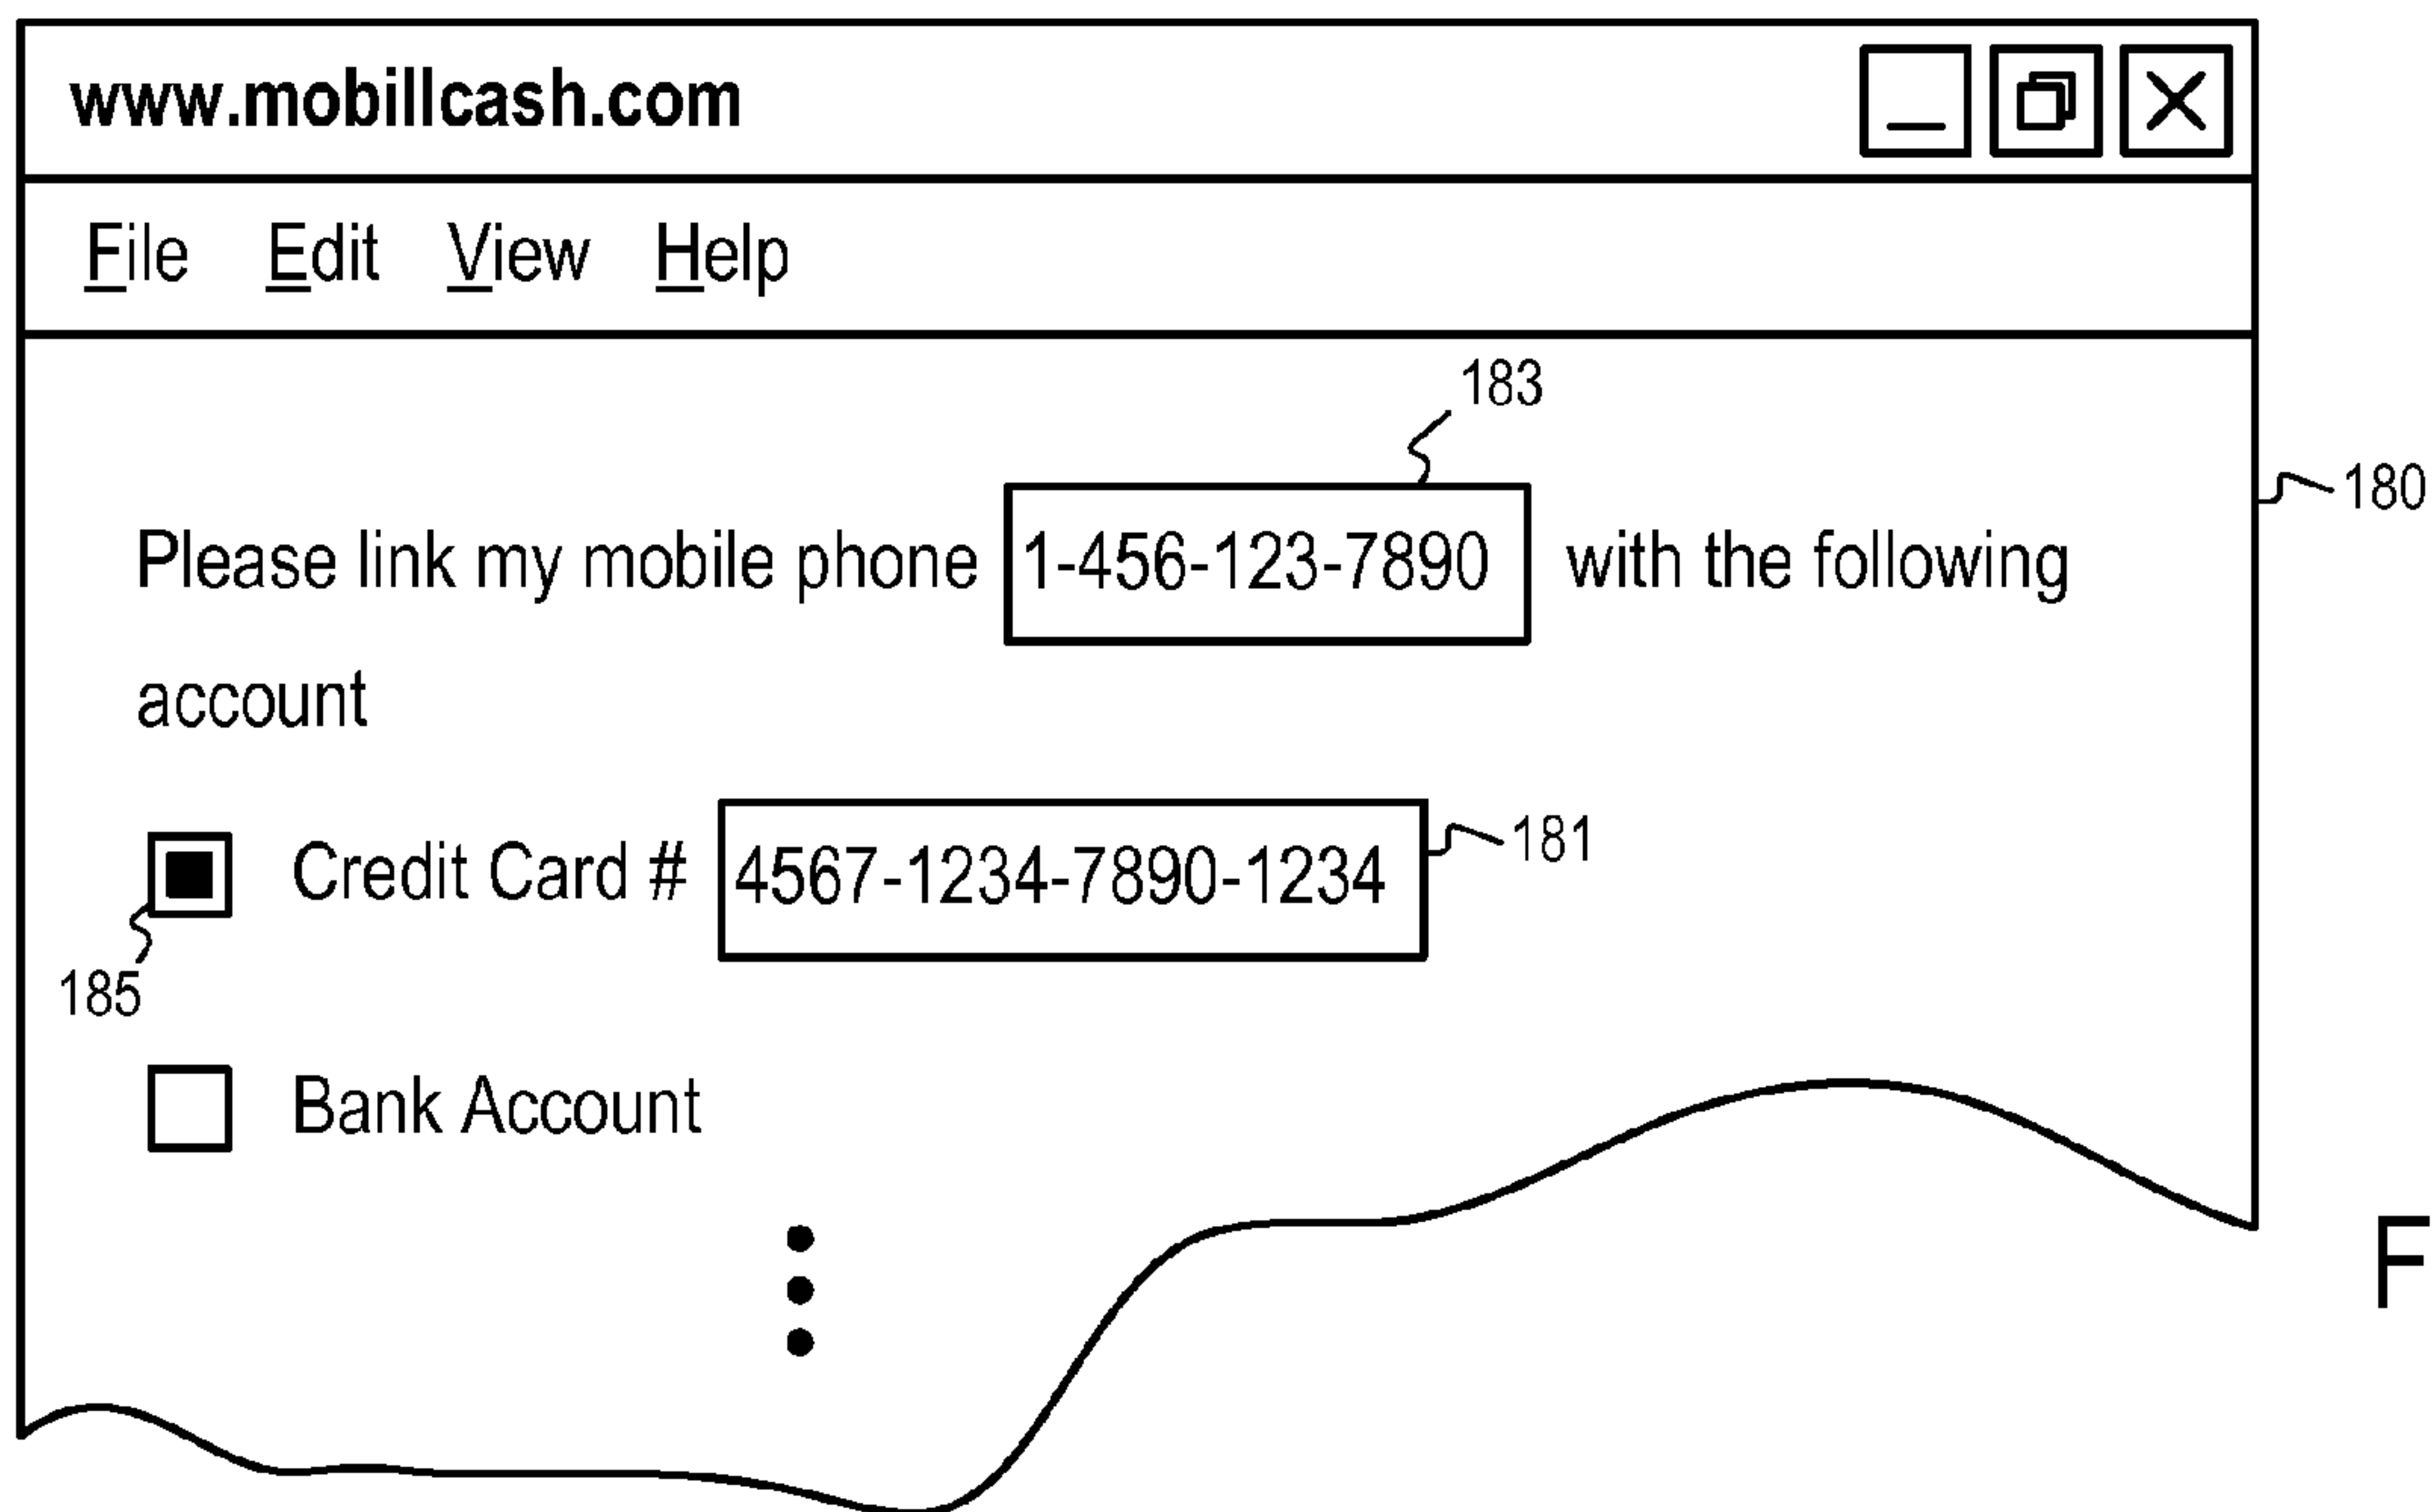 www.mobillcash.com
File Edit View Help
183
180
Please link my mobile phone 1-456-123-7890 with the following
account
Credit Card # 4567-1234-7890-1234
181
185
Bank Account
F